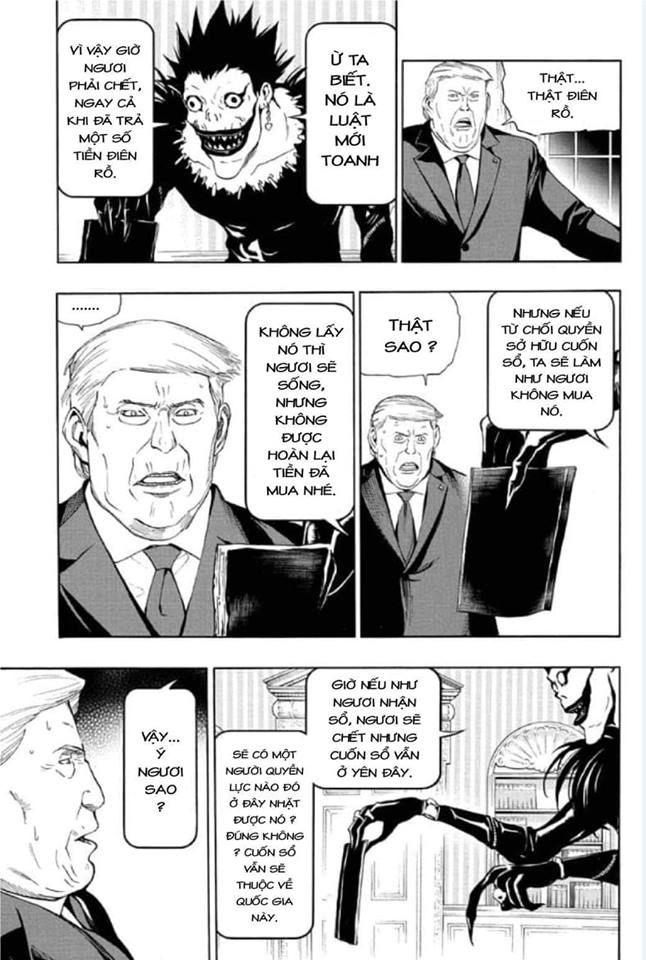 THẬT...
THẬT ĐIÊN
RỒ.
Ừ TA
BIẾT.
NÓ LÀ
LUẬT
MỚI
TOANH
VÌ VẬY GIỜ
NGƯƠI
PHẢI CHẾT,
NGAY CẢ
KHI ĐÃ TRẢ
MỘT SỐ
TIỀN ĐIÊN
RỒ.
NHƯNG NẾU
TỪ CHỐI QUYỀN
SỞ HỮU CUỐN
SỔ, TA SẼ LÀM
NHƯ NGƯƠI
KHÔNG MUA
NÓ.
THẬT
SAO ?
KHÔNG LẤY
NÓ THÌ
NGƯƠI SẼ
SỐNG,
NHƯNG
KHÔNG
ĐƯỢC
HOÀN LẠI
TIỀN ĐÃ
MUA NHÉ.
.......
GIỜ NẾU NHƯ
NGƯƠI NHẬN
SỔ, NGƯƠI SẼ
CHẾT NHƯNG
CUỐN SỔ VẪN
Ở YÊN ĐÂY.
SẼ CÓ MỘT
NGƯỜI QUYỀN
LỰC NÀO ĐÓ
Ở ĐÂY NHẶT
ĐƯỢC NÓ ?
ĐÚNG KHÔNG
? CUỐN SỔ
VẪN SẼ
THUỘC VỀ
QUỐC GIA
NÀY.
VẬY...
Ý
NGƯƠI
SAO
?